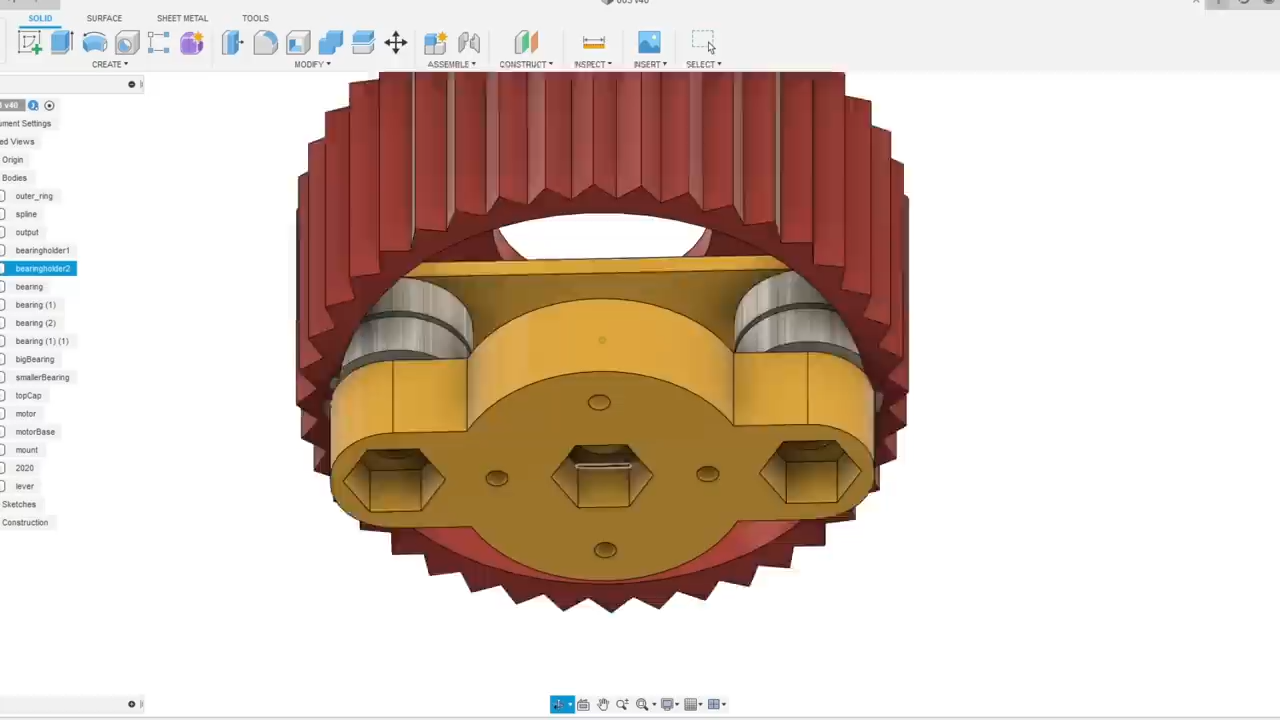 SOLID SURFACE SHEET METAL TOOLS
CREATE MODIFY ASSEMBLE CONSTRUCT INSPECT INSERT SELECT
v40
ument Settings
ed Views
Origin
Bodies
outer_ring
spline
output
bearingholder1
bearingholder2
bearing
bearing (1)
bearing (2)
bearing (1) (1)
bigBearing
smallerBearing
topCap
motor
motorBase
mount
2020
lever
Sketches
Construction